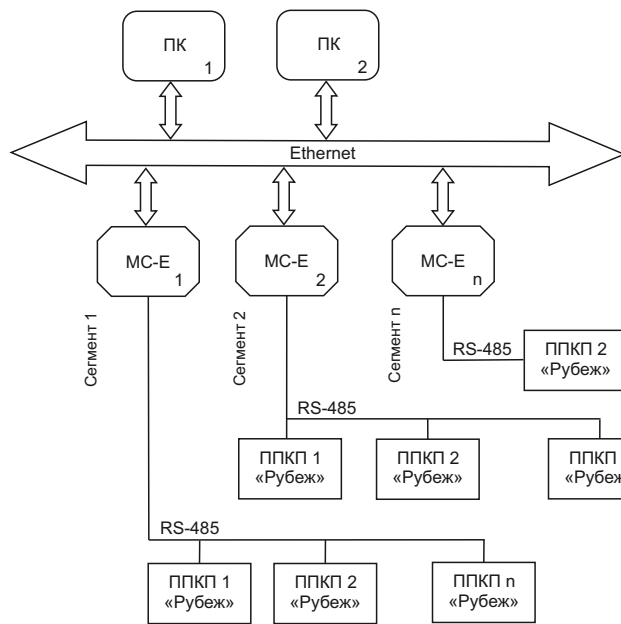 ПК
1
ПК
2
Ethernet
МС-Е
1
МС-Е
2
МС-Е
n
Сегмент 1
Сегмент 2
Сегмент n
RS-485
ППКП 2
«Рубеж»
RS-485
ППКП 1
«Рубеж»
ППКП 2
«Рубеж»
ППКП
RS-485
ППКП 1
«Рубеж»
ППКП 2
«Рубеж»
ППКП n
«Рубеж»